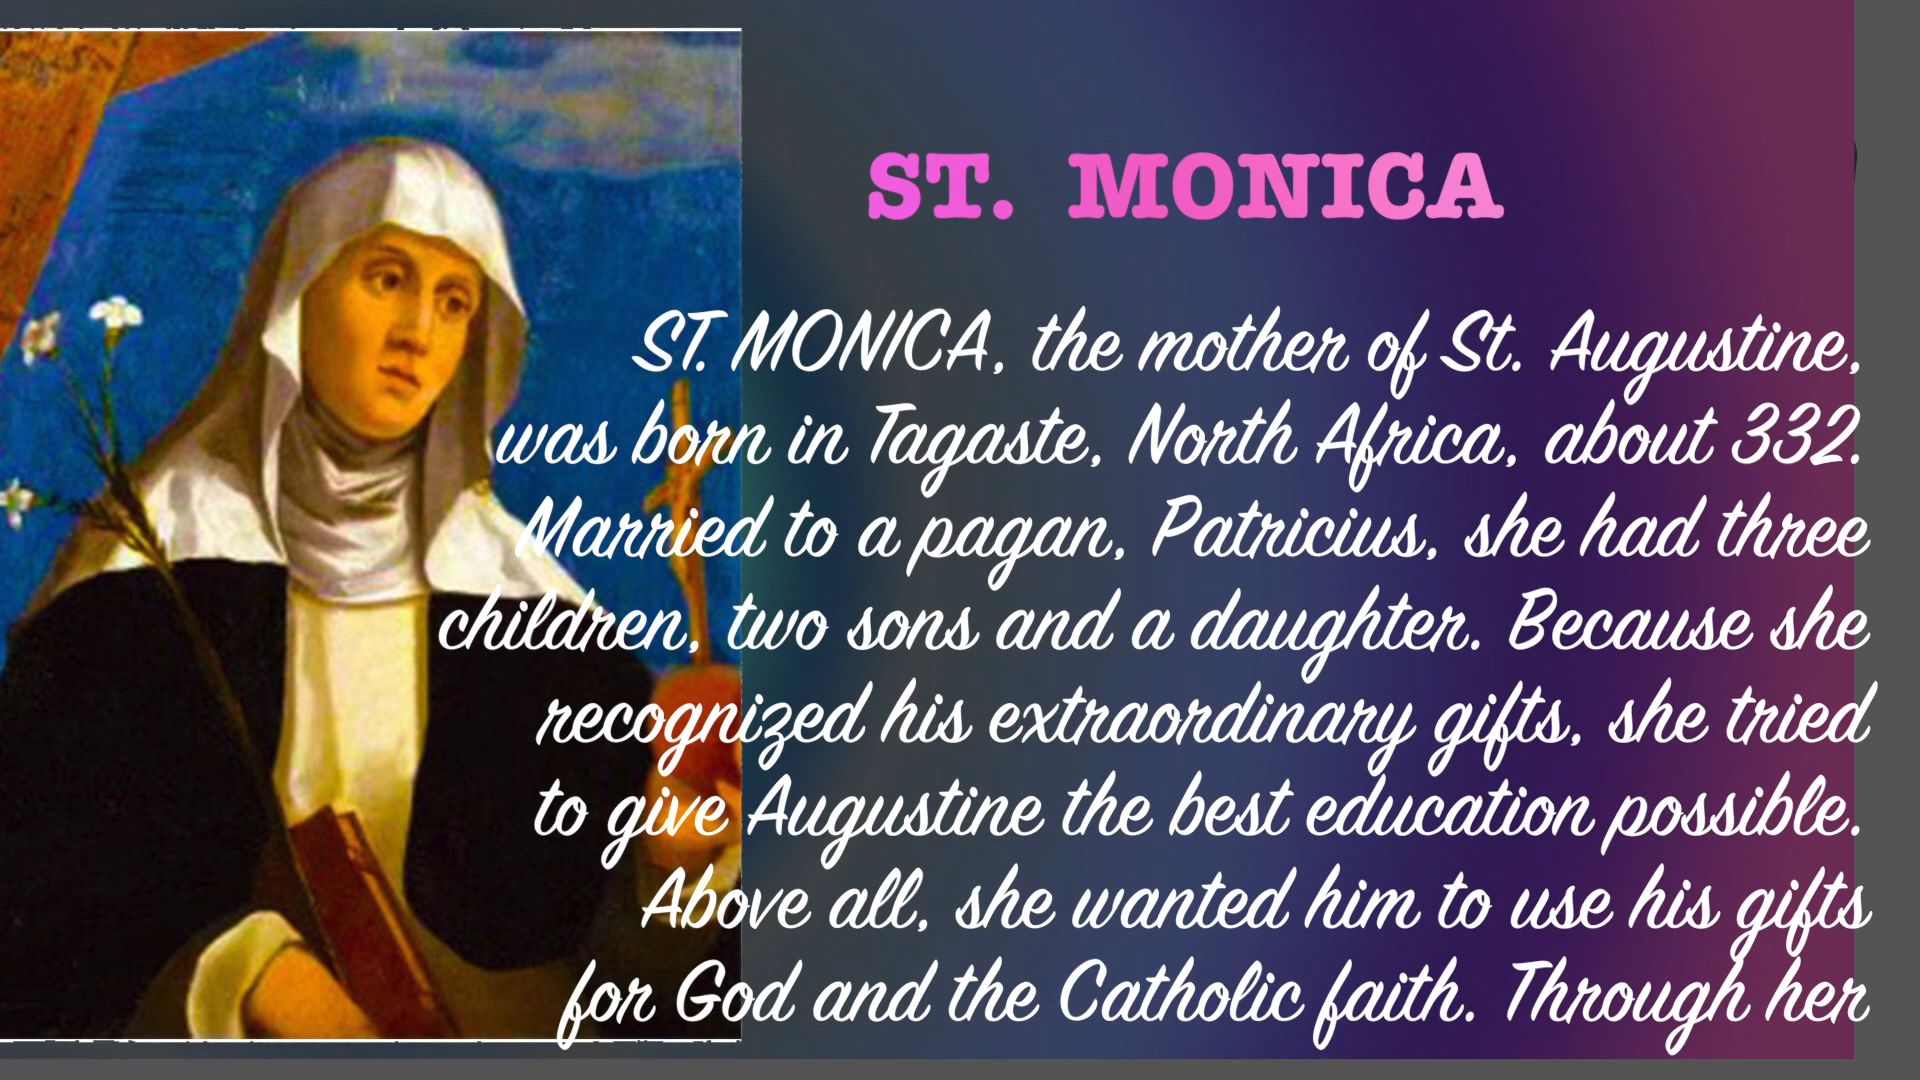 ST. MONICA
ST. MONICA, the mother of St. Augustine,
was born in Tagaste, North Africa, about 332.
Married to a pagan, Patricius, she had three
children, two sons and a daughter. Because she
recognized his extraordinary gifts, she tried
to give Augustine the best education possible.
Above all, she wanted him to use his gifts
for God and the Catholic faith. Through her